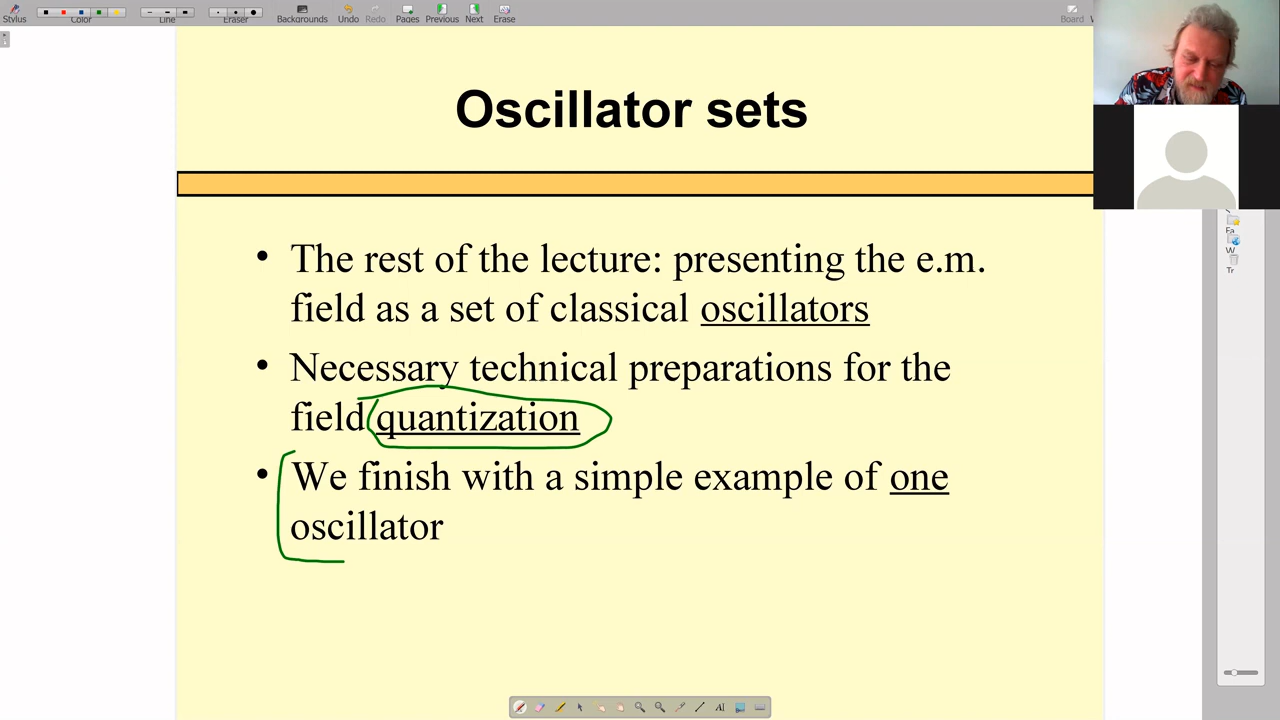 Stylus Color Line Eraser Backgrounds Undo Redo Pages Previous Next Erase Board
Oscillator sets
• The rest of the lecture: presenting the e.m.
field as a set of classical oscillators
• Necessary technical preparations for the
field quantization
• We finish with a simple example of one
oscillator
Fa
W
Tr